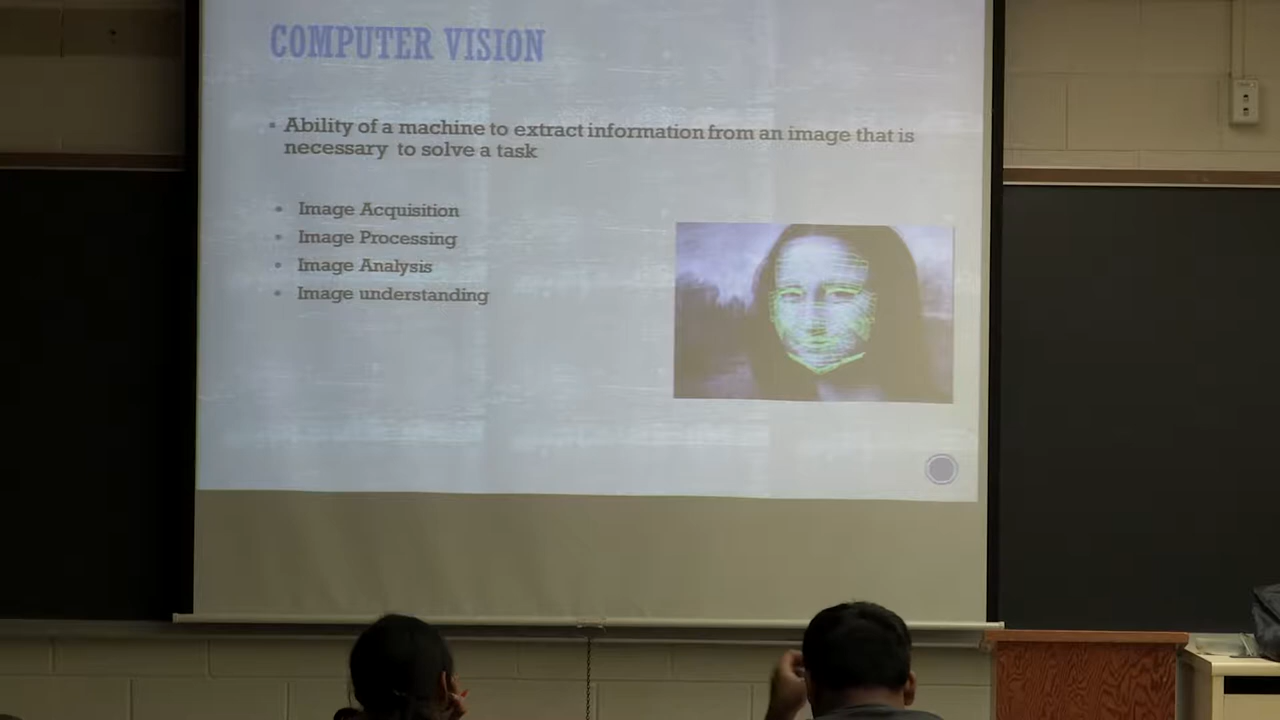 COMPUTER VISION
Ability of a machine to extract information from an image that is
necessary to solve a task
Image Acquisition
Image Processing
Image Analysis
Image understanding